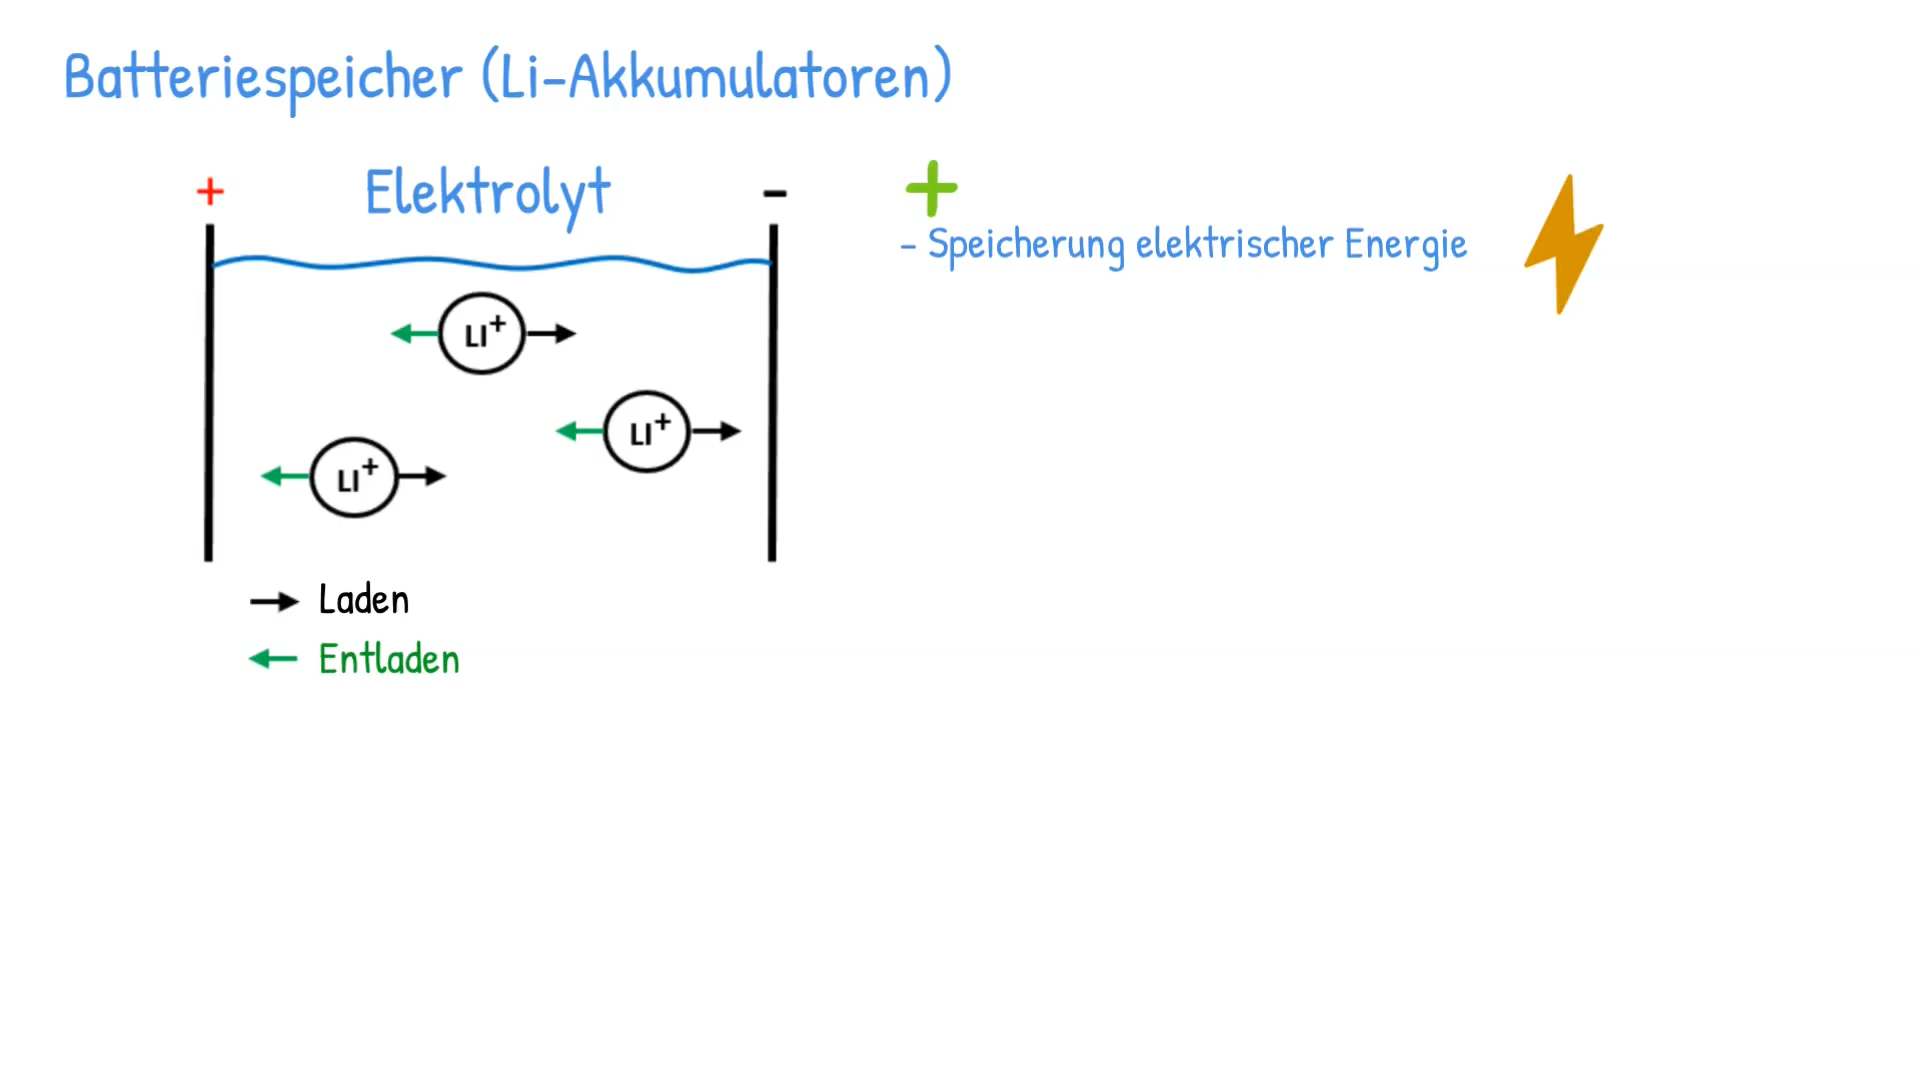 Batteriespeicher (Li-Akkumulatoren)
+ Elektrolyt -
LI+
LI+
LI+
Laden
Entladen
+
- Speicherung elektrischer Energie